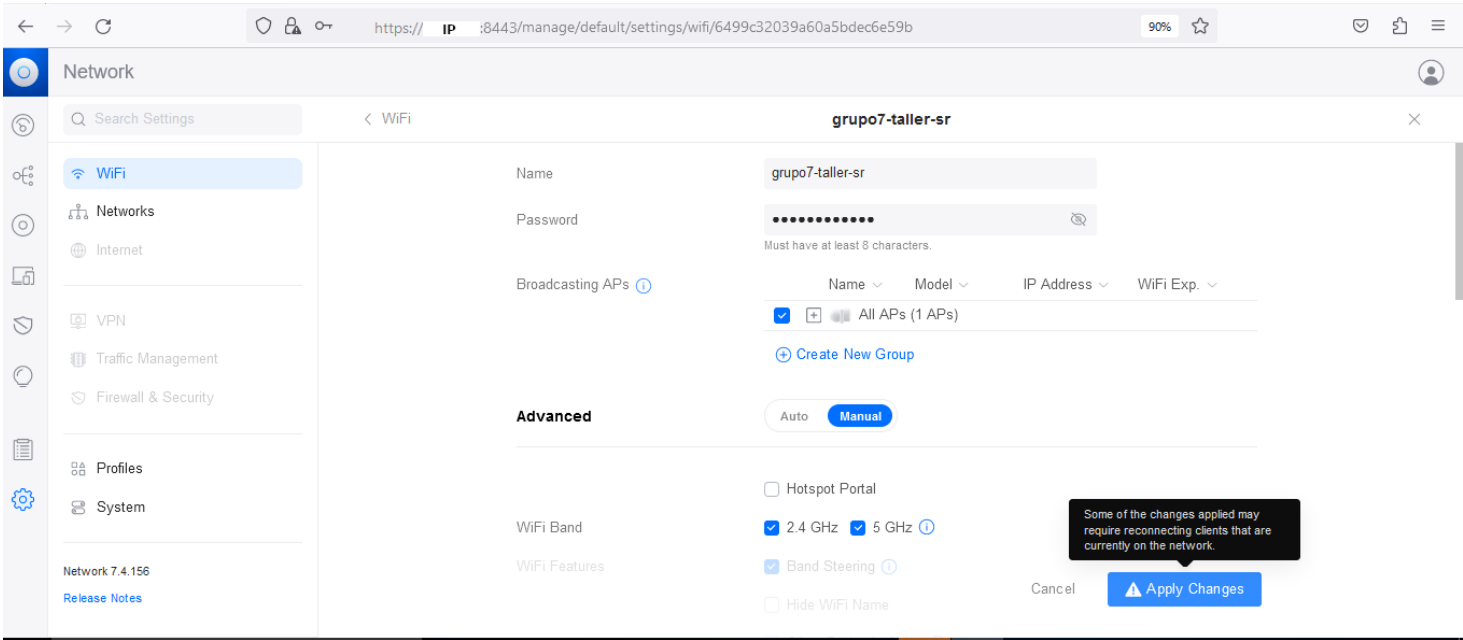 https:// IP :8443/manage/default/settings/wifi/6499c32039a60a5bdec6e59b
90%
Network
Search Settings
WiFi
grupo7-taller-sr
WiFi
Networks
Internet
VPN
Traffic Management
Firewall & Security
Profiles
System
Network 7.4.156
Release Notes
Name
grupo7-taller-sr
Password
••••••••••••
Must have at least 8 characters.
Broadcasting APs
Name Model IP Address WiFi Exp.
All APs (1 APs)
Create New Group
Advanced
Auto Manual
Hotspot Portal
WiFi Band
2.4 GHz 5 GHz
WiFi Features
Band Steering
Hide WiFi Name
Some of the changes applied may
require reconnecting clients that are
currently on the network.
Cancel Apply Changes